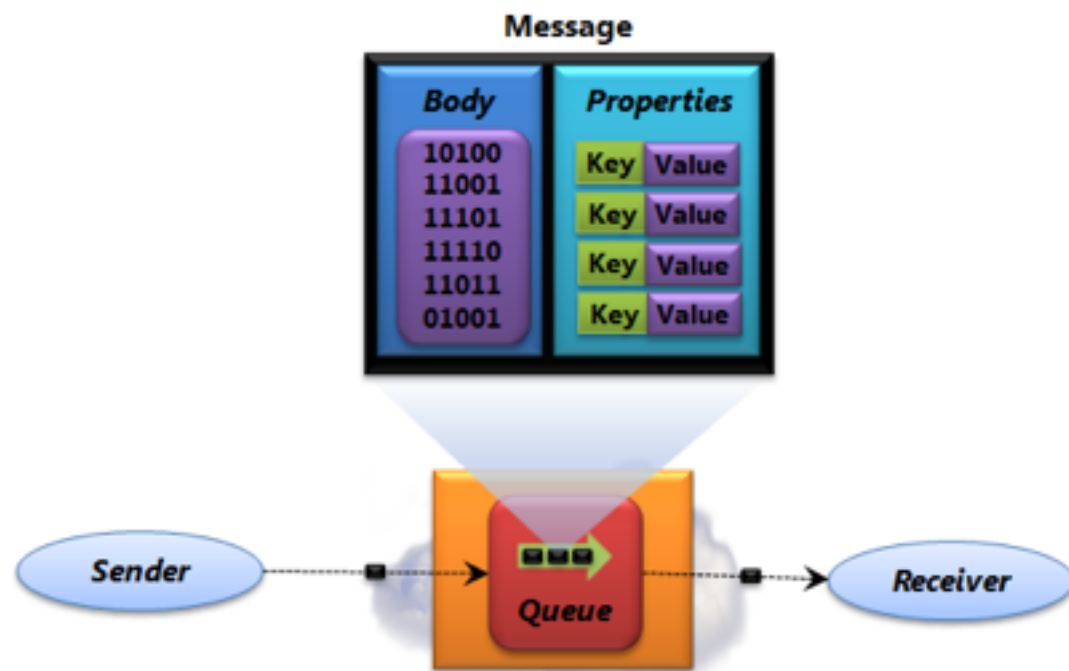 Message
Body
10100
11001
11101
11110
11011
01001
Properties
Key Value
Key Value
Key Value
Key Value
Sender
Queue
Receiver